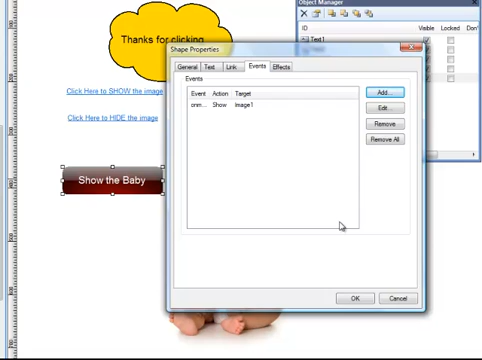 Object Manager
ID Visible Locked
Text1
Thanks for clicking
Shape Properties
General Text Link Events Effects
Events
Event Action Target
onm... Show Image1
Add...
Edit...
Remove
Remove All
Click Here to SHOW the image
Click Here to HIDE the image
Show the Baby
OK Cancel